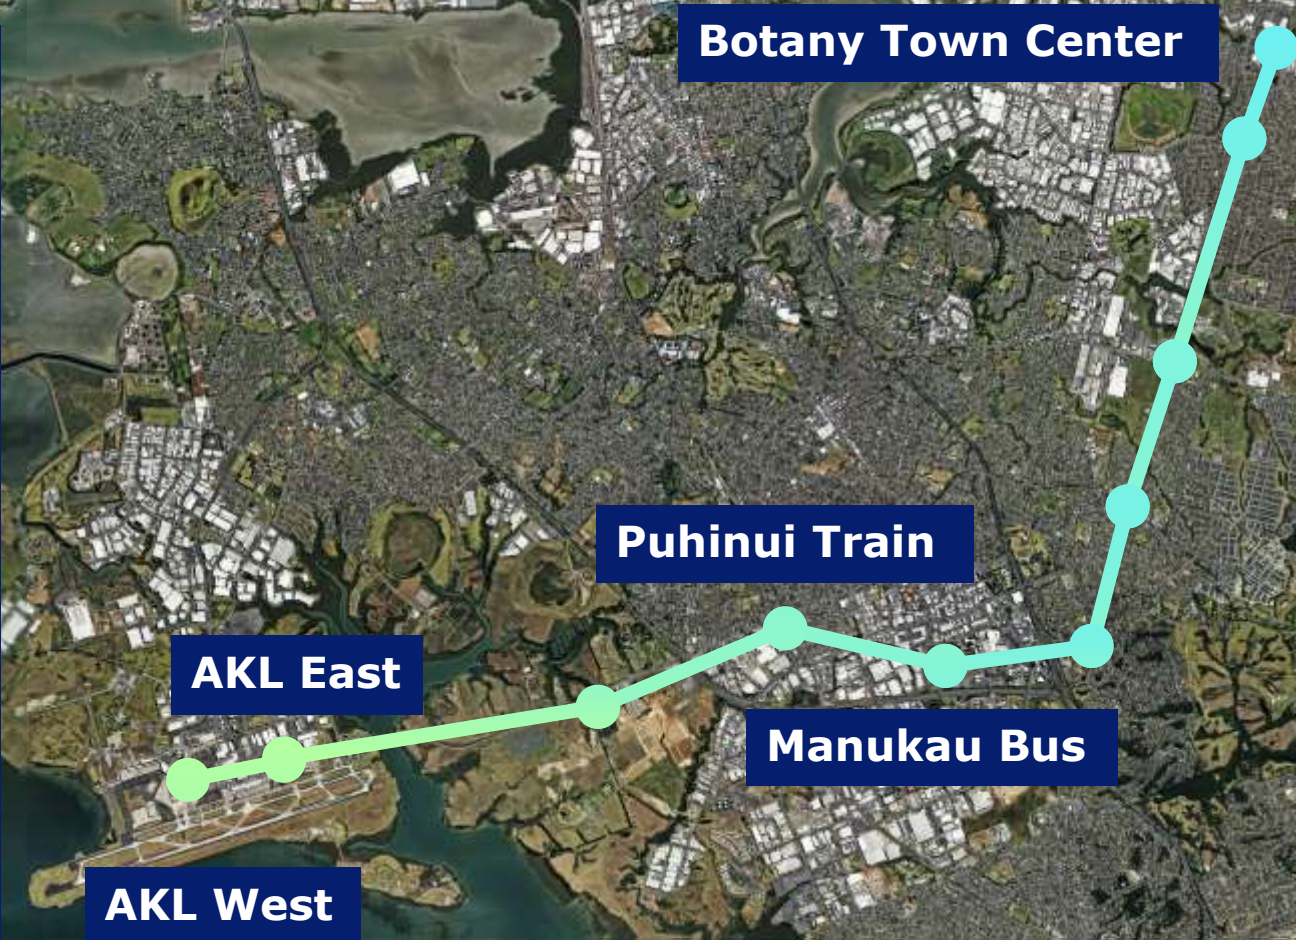 Botany Town Center
Puhinui Train
AKL East
Manukau Bus
AKL West